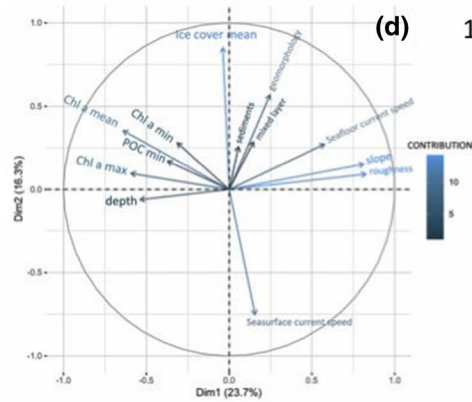 (d)
1
1.0
0.5
0.0
-0.5
-1.0
Dim2 (16.3%)
Ice cover mean
geomorphology
Chl a mean
Chl a min
sediments
mixed layer
Seafloor current speed
POC min
Chl a max
slope
roughness
depth
Seasurface current speed
CONTRIBUTION
10
5
-1.0 -0.5 0.0 0.5 1.0
Dim1 (23.7%)